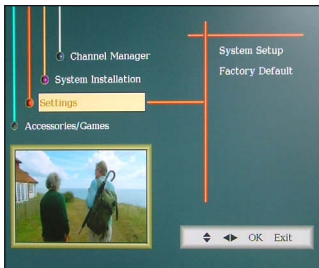 Channel Manager
System Installation
Settings
Accessories/Games
System Setup
Factory Default
OK Exit